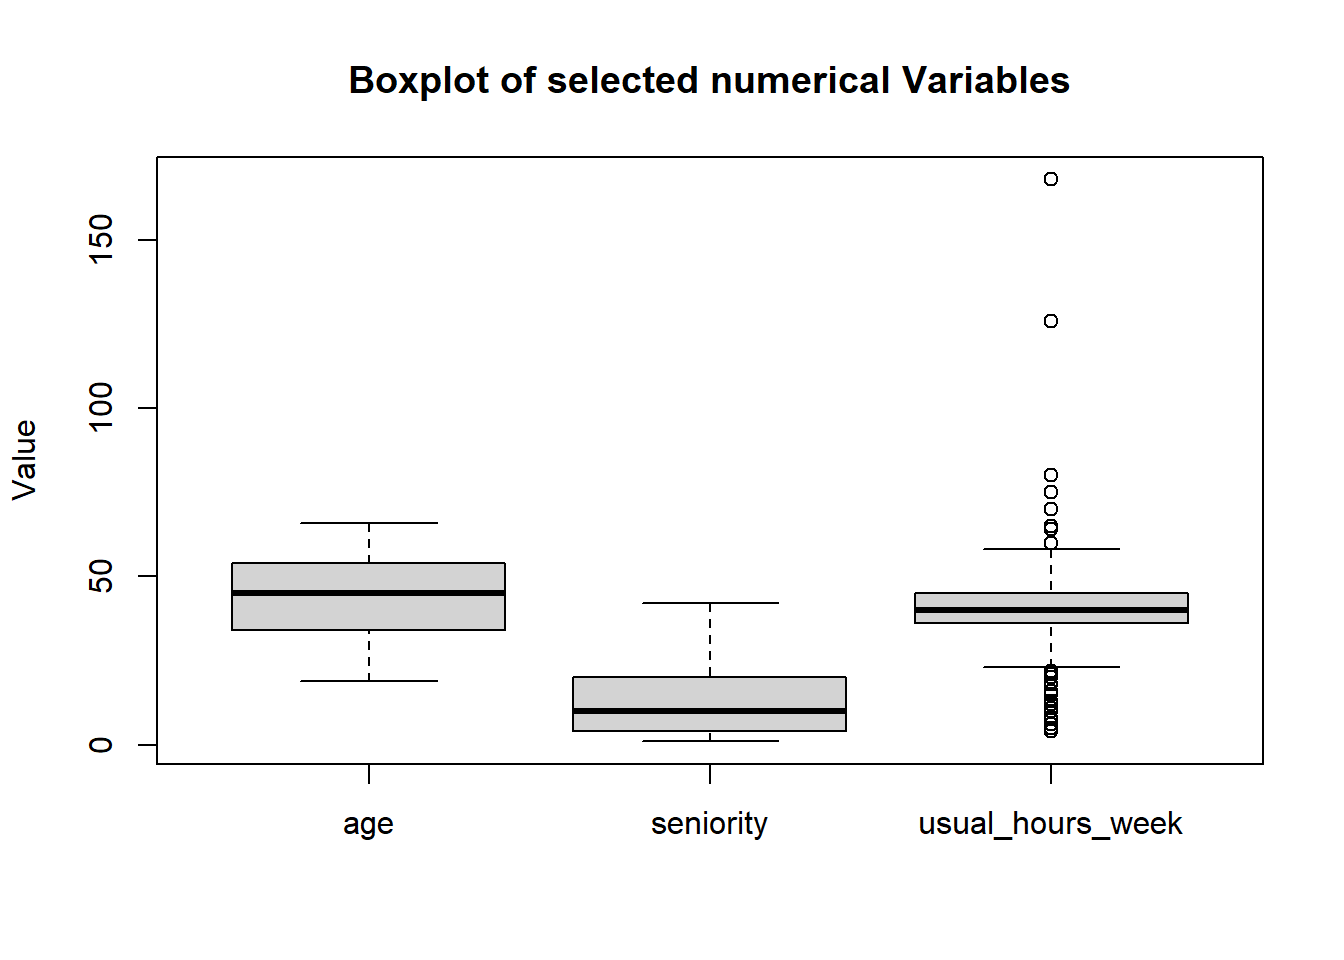 Boxplot of selected numerical Variables
Value
150
100
50
0
age
seniority
usual_hours_week